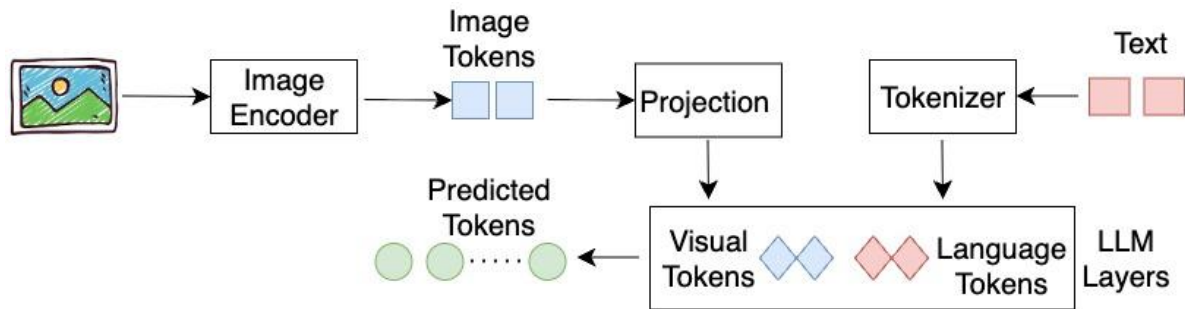 Image
Tokens
Text
Image
Encoder
Projection
Tokenizer
Predicted
Tokens
Visual
Tokens
Language
Tokens
LLM
Layers